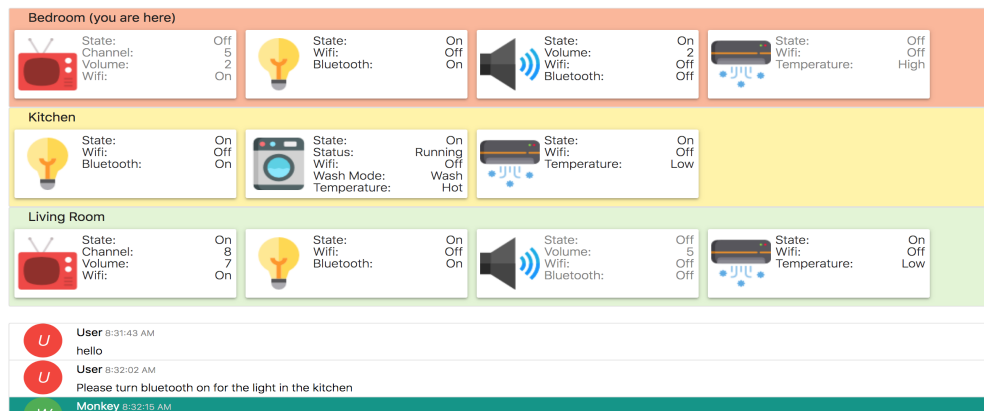 Bedroom (you are here)
State: Off
Channel: 5
Volume: 2
Wifi: On
State: On
Wifi: Off
Bluetooth: On
State: On
Volume: 2
Wifi: Off
Bluetooth: Off
State: Off
Wifi: Off
Temperature: High
Kitchen
State: On
Wifi: Off
Bluetooth: On
State: On
Status: Running
Wifi: Off
Wash Mode: Wash
Temperature: Hot
State: On
Wifi: Off
Temperature: Low
Living Room
State: On
Channel: 8
Volume: 7
Wifi: On
State: On
Wifi: Off
Bluetooth: On
State: Off
Volume: 5
Wifi: Off
Bluetooth: Off
State: On
Wifi: Off
Temperature: Low
U
User 8:31:43 AM
hello
U
User 8:32:02 AM
Please turn bluetooth on for the light in the kitchen
Monkey 8:32:15 AM